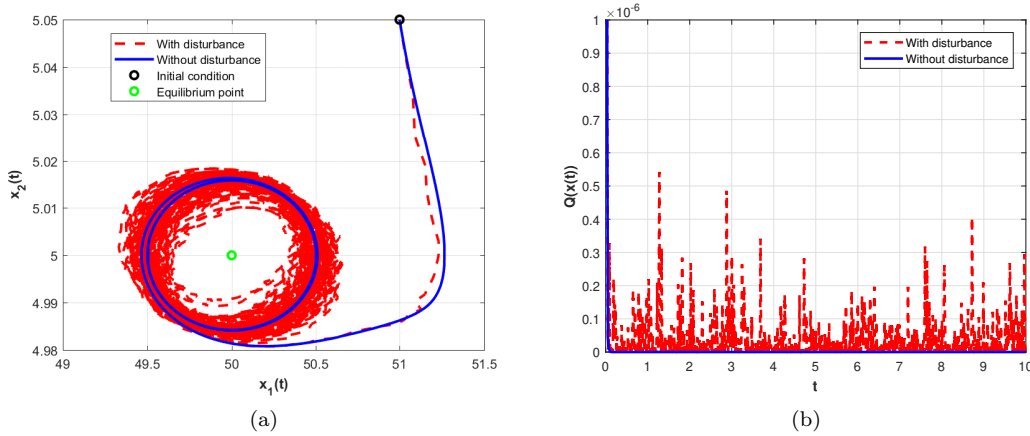 5.05
5.04
5.03
5.02
5.01
5
4.99
4.98
x_2(t)
49
49.5
50
50.5
51
51.5
x_1(t)
With disturbance
Without disturbance
Initial condition
Equilibrium point
(a)
×10^-6
1
0.9
0.8
0.7
0.6
0.5
0.4
0.3
0.2
0.1
0
Q(x(t))
0 1 2 3 4 5 6 7 8 9 10
t
With disturbance
Without disturbance
(b)